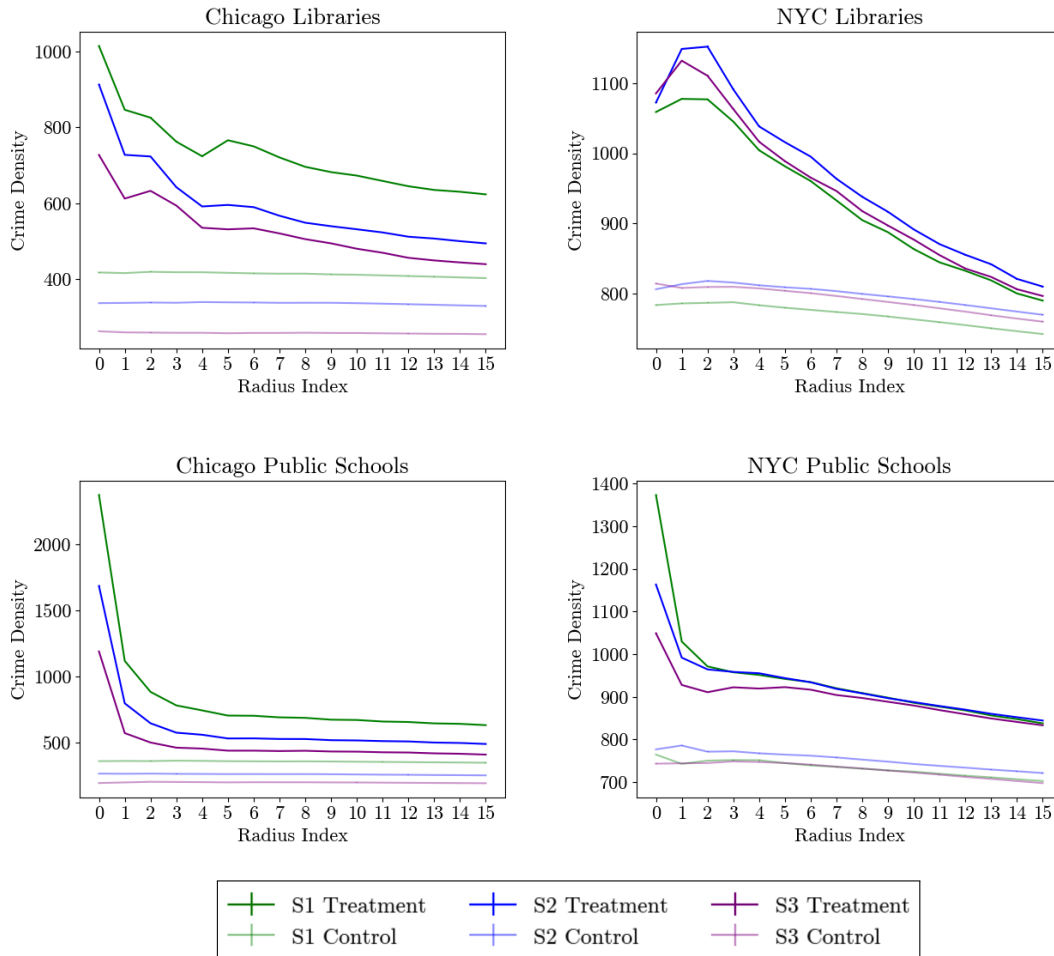 Chicago Libraries
1000
800
600
400
Crime Density
0 1 2 3 4 5 6 7 8 9 10 11 12 13 14 15
Radius Index
NYC Libraries
1100
1000
900
800
Crime Density
0 1 2 3 4 5 6 7 8 9 10 11 12 13 14 15
Radius Index
Chicago Public Schools
2000
1500
1000
500
Crime Density
0 1 2 3 4 5 6 7 8 9 10 11 12 13 14 15
Radius Index
NYC Public Schools
1400
1300
1200
1100
1000
900
800
700
Crime Density
0 1 2 3 4 5 6 7 8 9 10 11 12 13 14 15
Radius Index
S1 Treatment S2 Treatment S3 Treatment
S1 Control S2 Control S3 Control